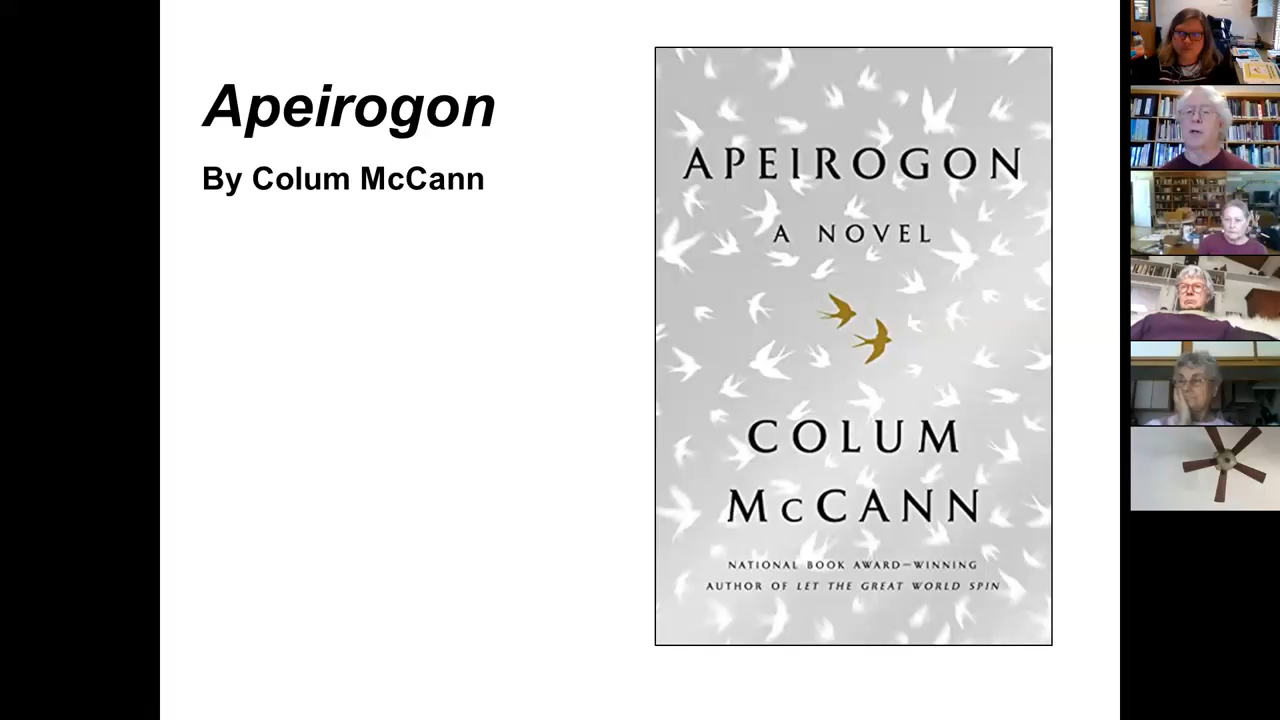 Apeirogon
By Colum McCann
APEIROGON
A NOVEL
COLUM
McCANN
NATIONAL BOOK AWARD–WINNING
AUTHOR OF LET THE GREAT WORLD SPIN